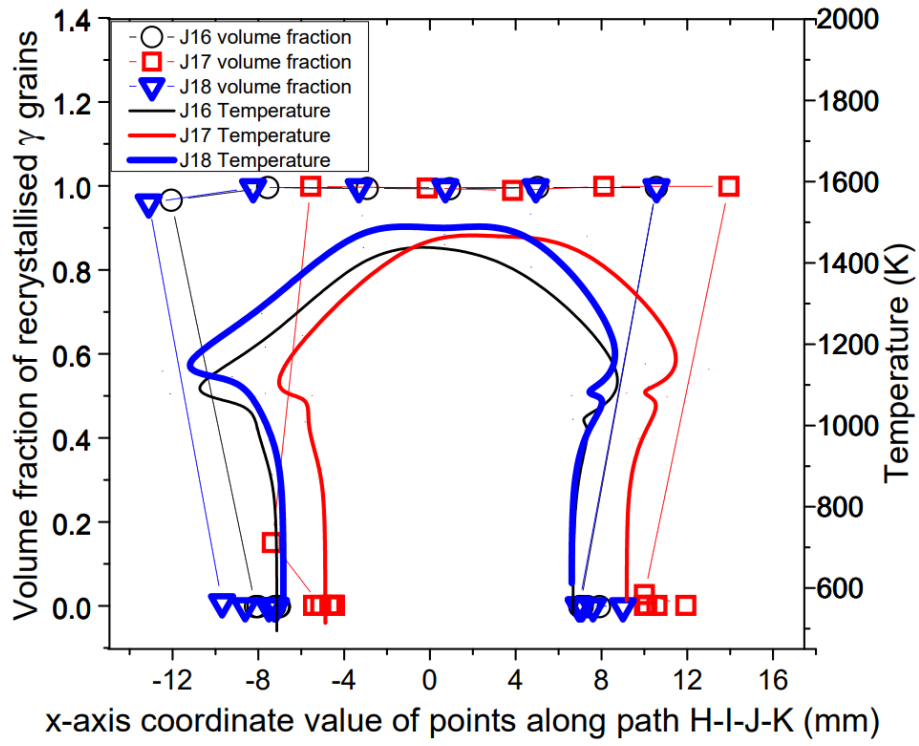 J16 volume fraction
J17 volume fraction
J18 volume fraction
J16 Temperature
J17 Temperature
J18 Temperature
Volume fraction of recrystallised γ grains
1.4
1.2
1.0
0.8
0.6
0.4
0.2
0.0
Temperature (K)
2000
1800
1600
1400
1200
1000
800
600
-12 -8 -4 0 4 8 12 16
x-axis coordinate value of points along path H-I-J-K (mm)